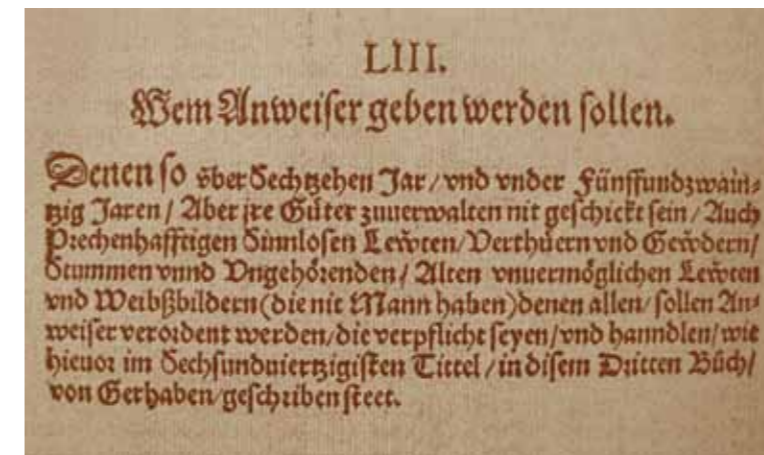 LIII.
Wem Anweiser geben werden sollen.
Denen so vber Sechtzehen Jar / vnd vnder Fünffundzwain⸗
tzig Jaren / Aber jre Güter zuuerwalten nit geschickt sein / Auch
Prechenhafftigen Sinnlosen Lewten / Verthuern vnd Gewdern /
Stummen vnnd Vngehörenden / Alten vnuermöglichen Lewten
vnd Weibßbildern (die nit Mann haben) denen allen / sollen An⸗
weiser verordent werden / die verpflicht seyen / vnd hanndlen / wie
hieuor im Sechsundviertzigisten Tittel / in disem Dritten Büch /
von Gerhaben / geschriben steet.